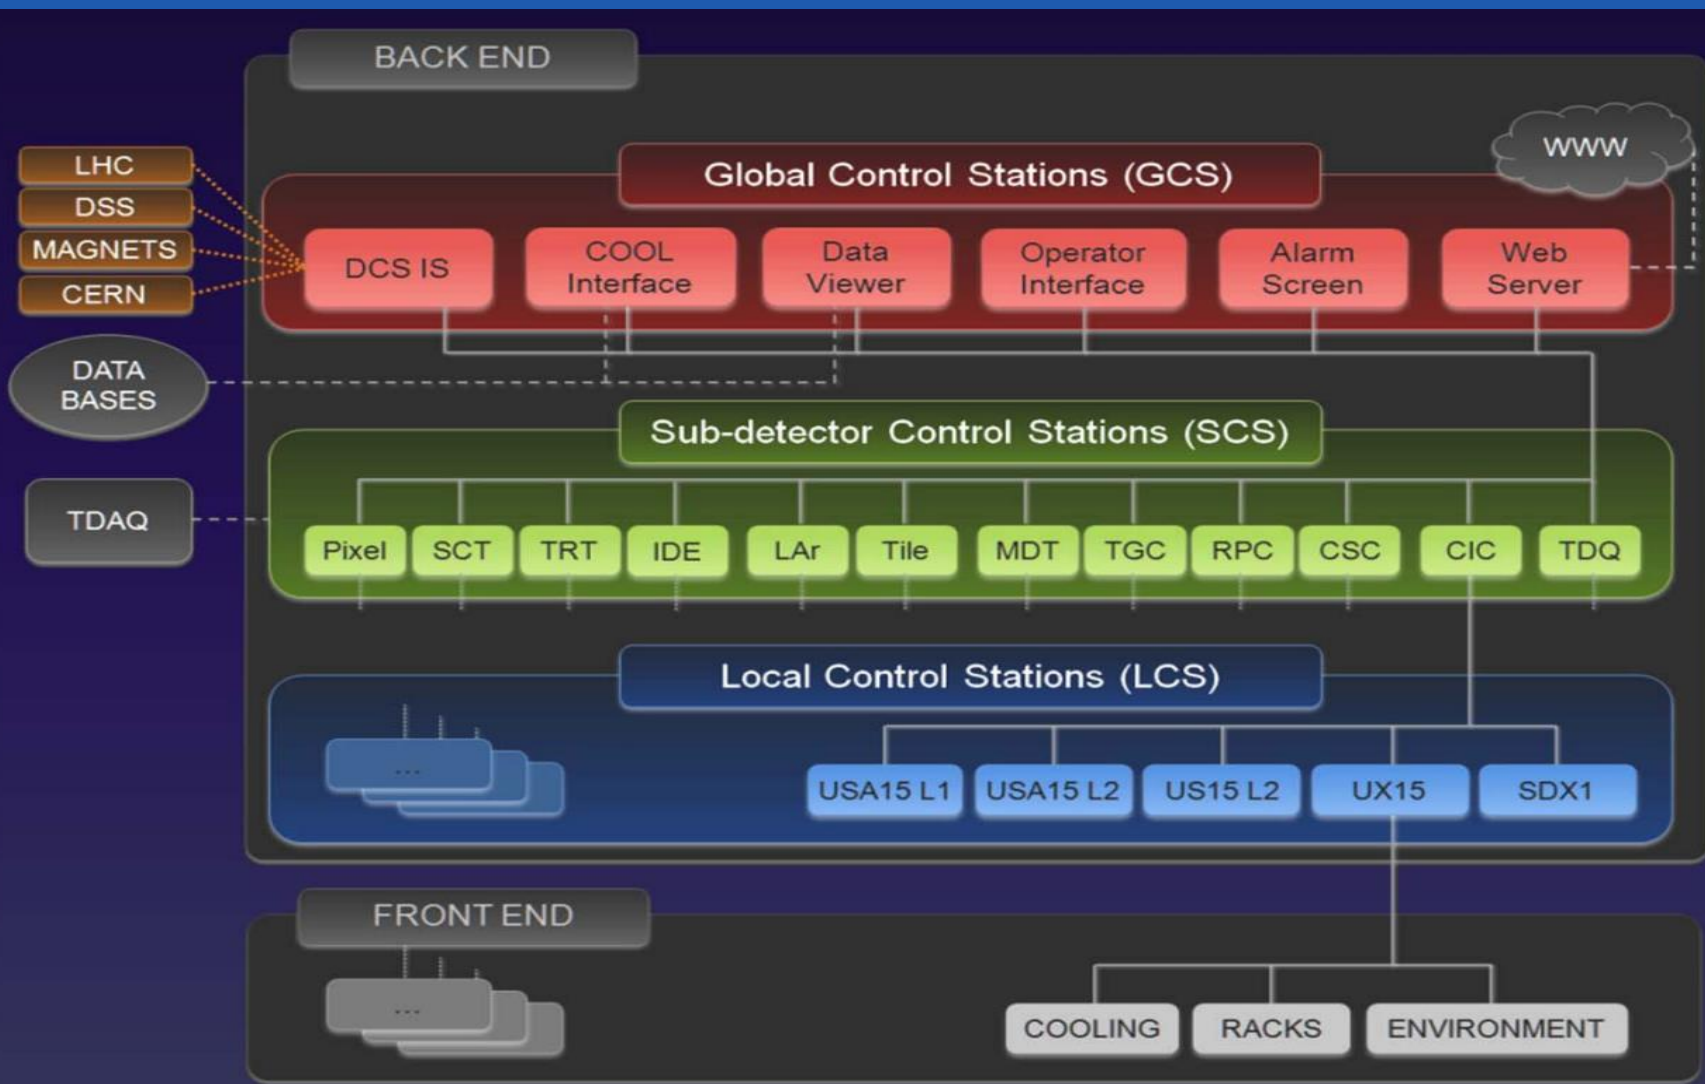 BACK END
WWW
Global Control Stations (GCS)
LHC
DSS
MAGNETS
CERN
DCS IS
COOL
Interface
Data
Viewer
Operator
Interface
Alarm
Screen
Web
Server
DATA
BASES
Sub-detector Control Stations (SCS)
TDAQ
Pixel
SCT
TRT
IDE
LAr
Tile
MDT
TGC
RPC
CSC
CIC
TDQ
Local Control Stations (LCS)
...
USA15 L1
USA15 L2
US15 L2
UX15
SDX1
FRONT END
...
COOLING
RACKS
ENVIRONMENT